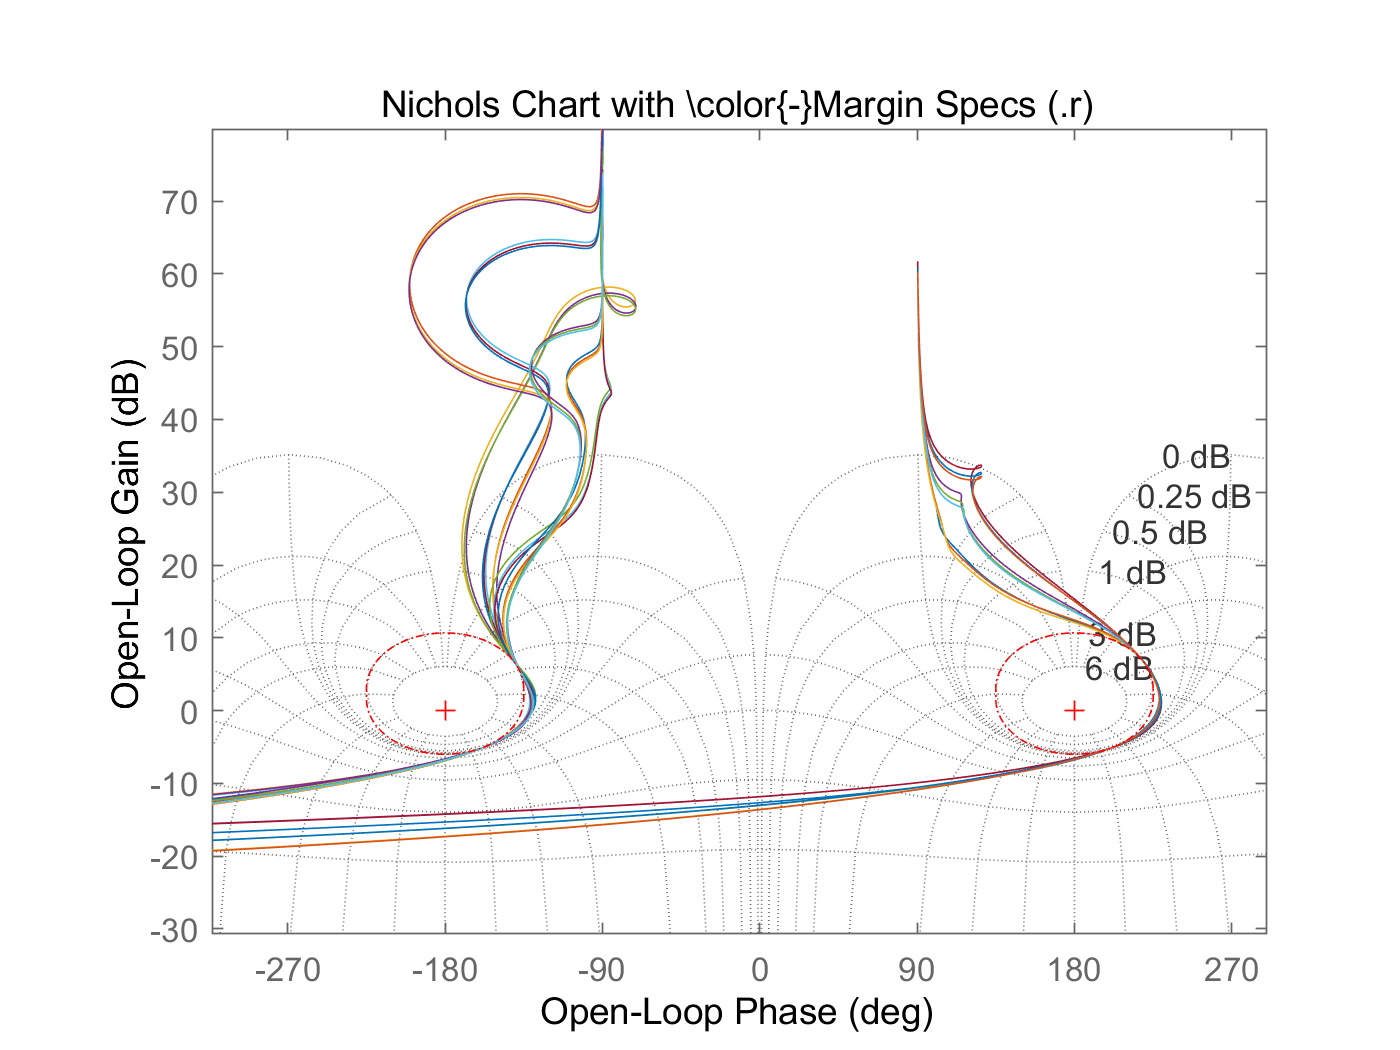 Nichols Chart with \color{-}Margin Specs (.r)
70
60
50
40
30
20
10
0
-10
-20
-30
Open-Loop Gain (dB)
0 dB
0.25 dB
0.5 dB
1 dB
3 dB
6 dB
-270 -180 -90 0 90 180 270
Open-Loop Phase (deg)